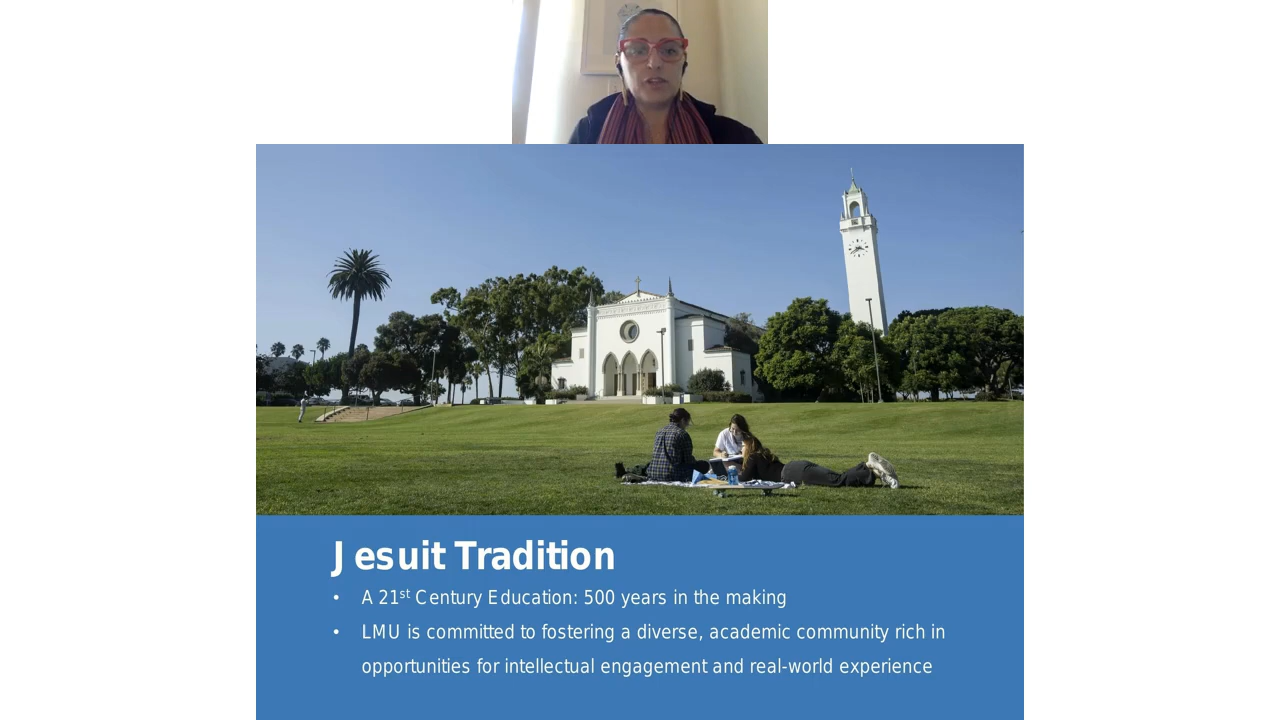 Jesuit Tradition
• A 21st Century Education: 500 years in the making
• LMU is committed to fostering a diverse, academic community rich in
opportunities for intellectual engagement and real-world experience